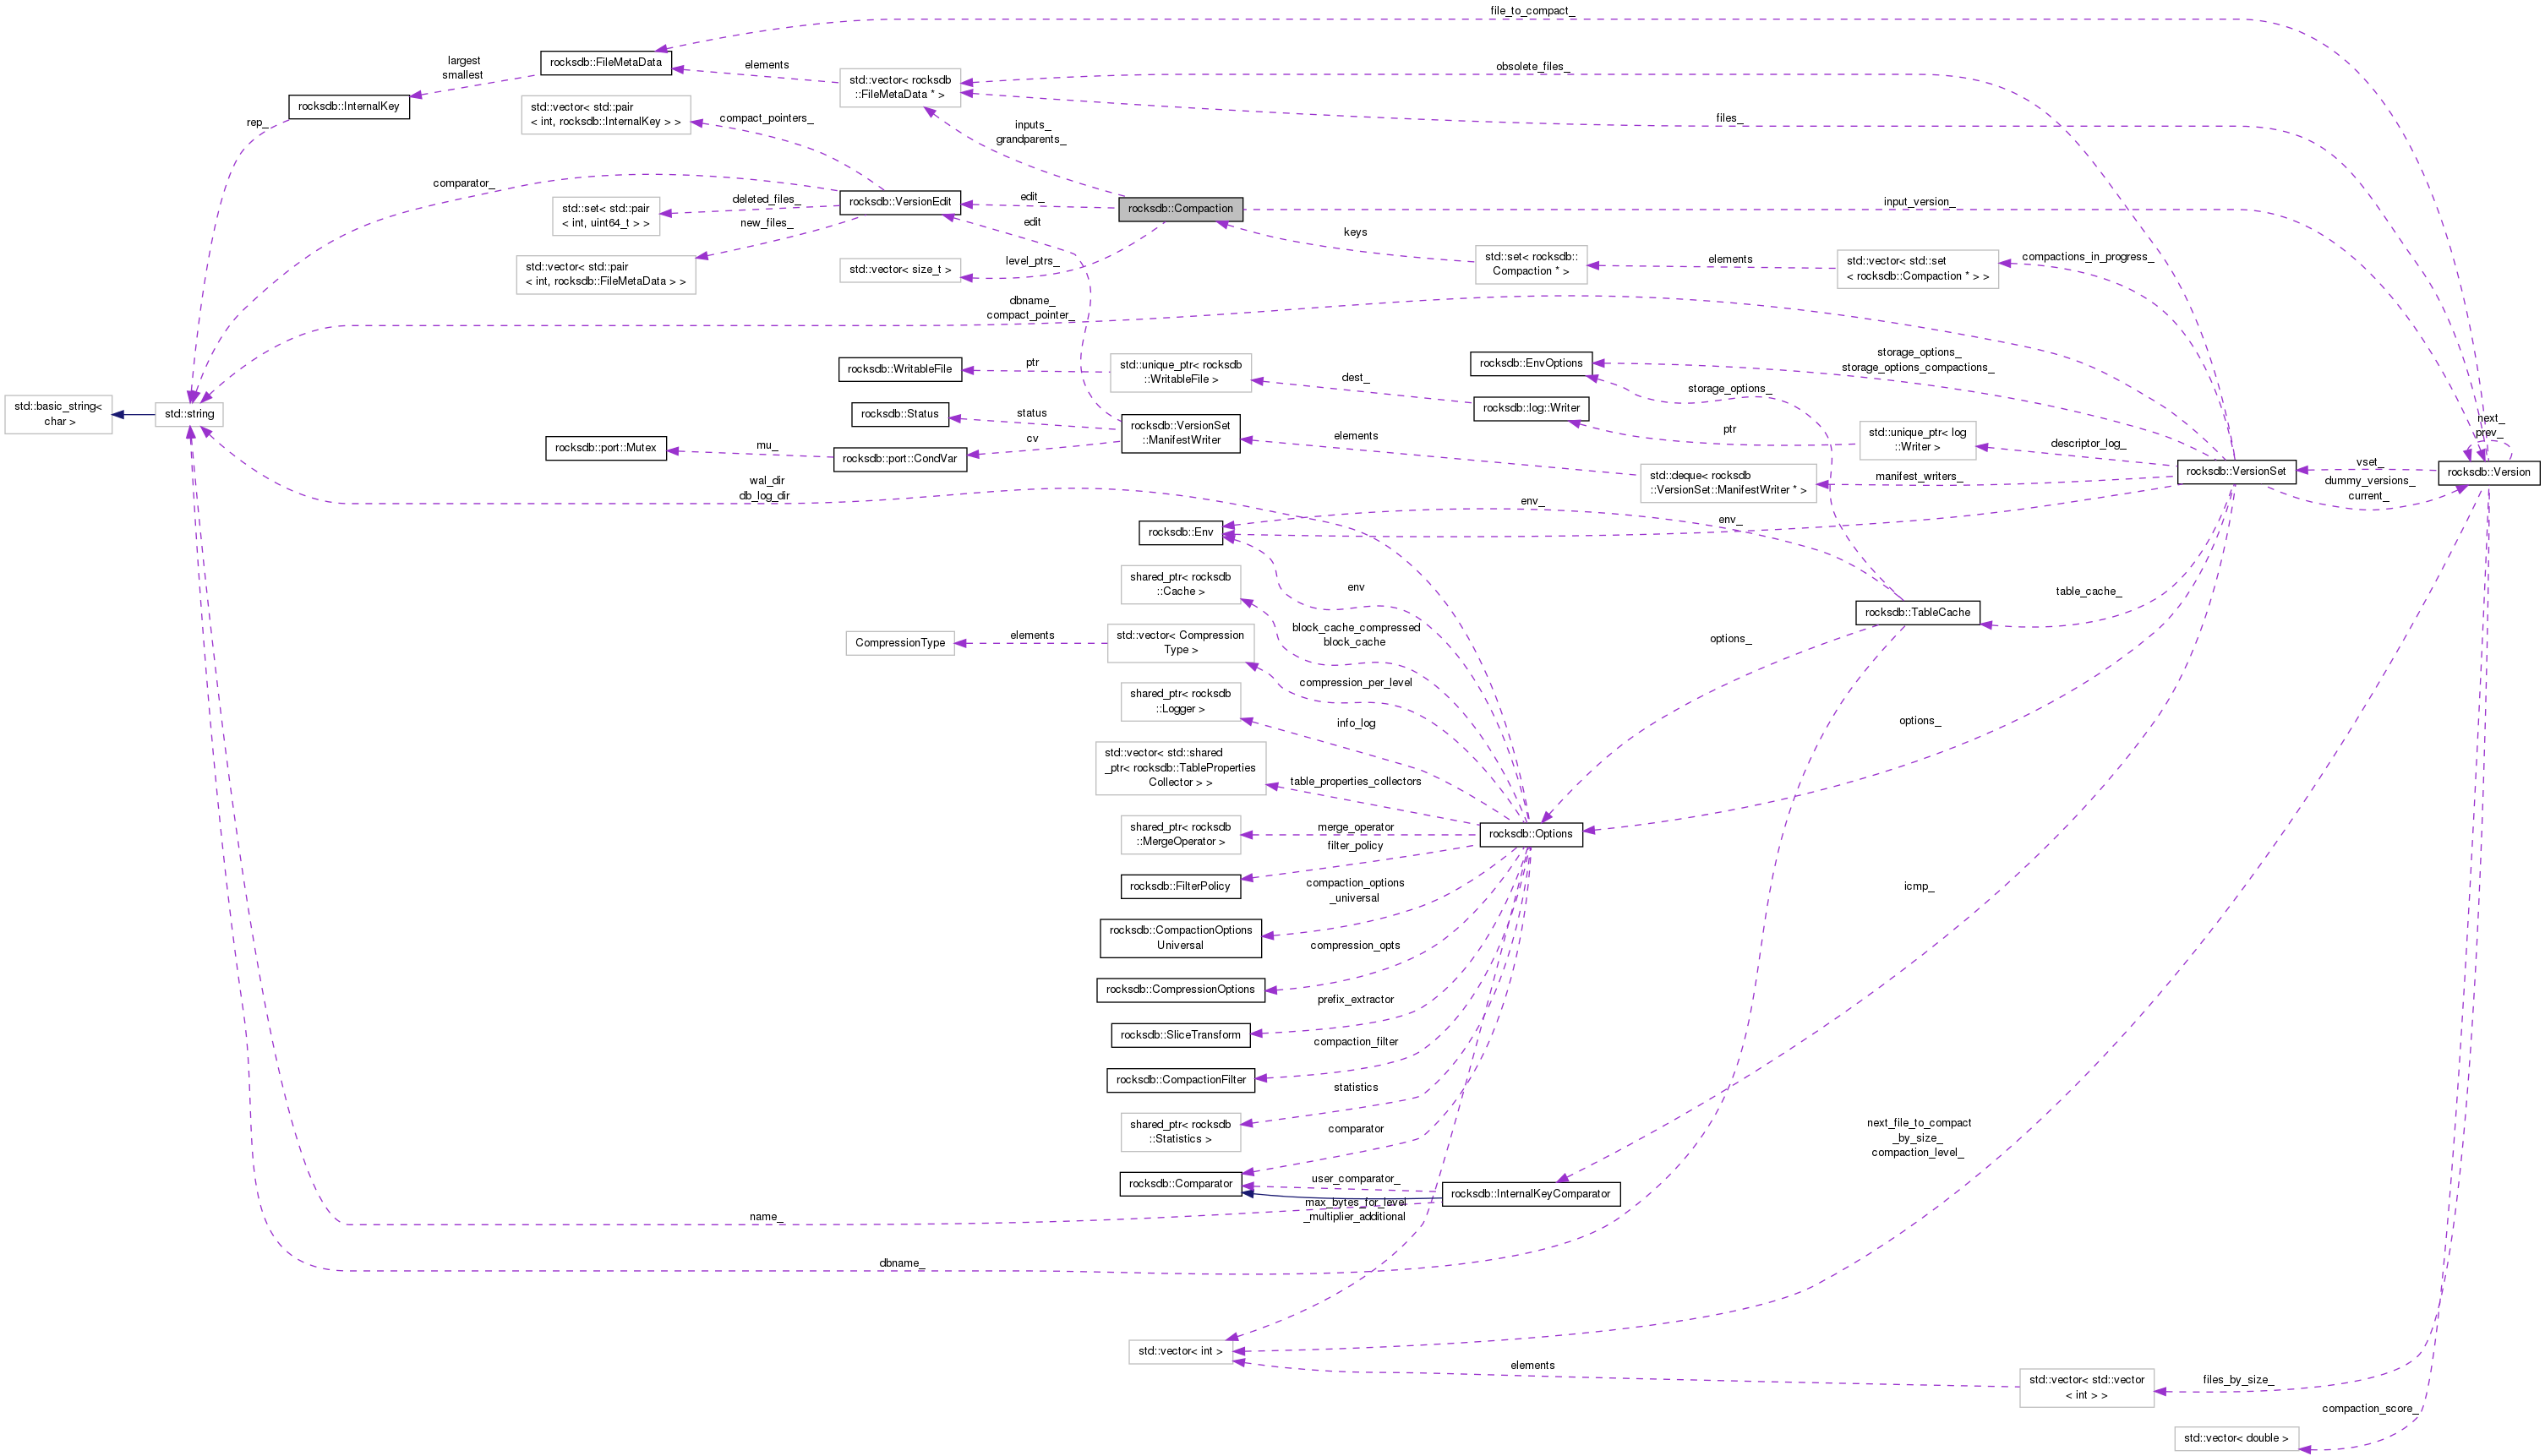 file_to_compact_
largest
smallest
rocksdb::FileMetaData
elements
std::vector< rocksdb
::FileMetaData * >
obsolete_files_
rocksdb::InternalKey
rep_
std::vector< std::pair
< int, rocksdb::InternalKey > >
compact_pointers_
inputs_
grandparents_
files_
comparator_
std::set< std::pair
< int, uint64_t > >
deleted_files_
new_files_
rocksdb::VersionEdit
edit_
edit
rocksdb::Compaction
input_version_
keys
std::set< rocksdb::
Compaction * >
elements
std::vector< std::set
< rocksdb::Compaction * > >
compactions_in_progress_
std::vector< std::pair
< int, rocksdb::FileMetaData > >
std::vector< size_t >
level_ptrs_
dbname_
compact_pointer_
rocksdb::WritableFile
ptr
std::unique_ptr< rocksdb
::WritableFile >
dest_
rocksdb::EnvOptions
storage_options_
storage_options_compactions_
storage_options_
rocksdb::log::Writer
ptr
std::unique_ptr< log
::Writer >
descriptor_log_
std::basic_string<
char >
std::string
rocksdb::Status
status
rocksdb::VersionSet
::ManifestWriter
cv
rocksdb::port::Mutex
mu_
rocksdb::port::CondVar
elements
std::deque< rocksdb
::VersionSet::ManifestWriter * >
manifest_writers_
rocksdb::VersionSet
vset_
dummy_versions_
current_
next_
prev_
rocksdb::Version
wal_dir
db_log_dir
rocksdb::Env
env_
env_
env
shared_ptr< rocksdb
::Cache >
block_cache_compressed
block_cache
rocksdb::TableCache
table_cache_
CompressionType
elements
std::vector< Compression
Type >
compression_per_level
options_
options_
shared_ptr< rocksdb
::Logger >
info_log
std::vector< std::shared
_ptr< rocksdb::TableProperties
Collector > >
table_properties_collectors
shared_ptr< rocksdb
::MergeOperator >
merge_operator
filter_policy
rocksdb::Options
rocksdb::FilterPolicy
compaction_options
_universal
icmp_
rocksdb::CompactionOptions
Universal
compression_opts
rocksdb::CompressionOptions
prefix_extractor
rocksdb::SliceTransform
compaction_filter
rocksdb::CompactionFilter
statistics
shared_ptr< rocksdb
::Statistics >
comparator
next_file_to_compact
_by_size_
compaction_level_
rocksdb::Comparator
user_comparator_
rocksdb::InternalKeyComparator
max_bytes_for_level
_multiplier_additional
name_
dbname_
std::vector< int >
elements
std::vector< std::vector
< int > >
files_by_size_
compaction_score_
std::vector< double >